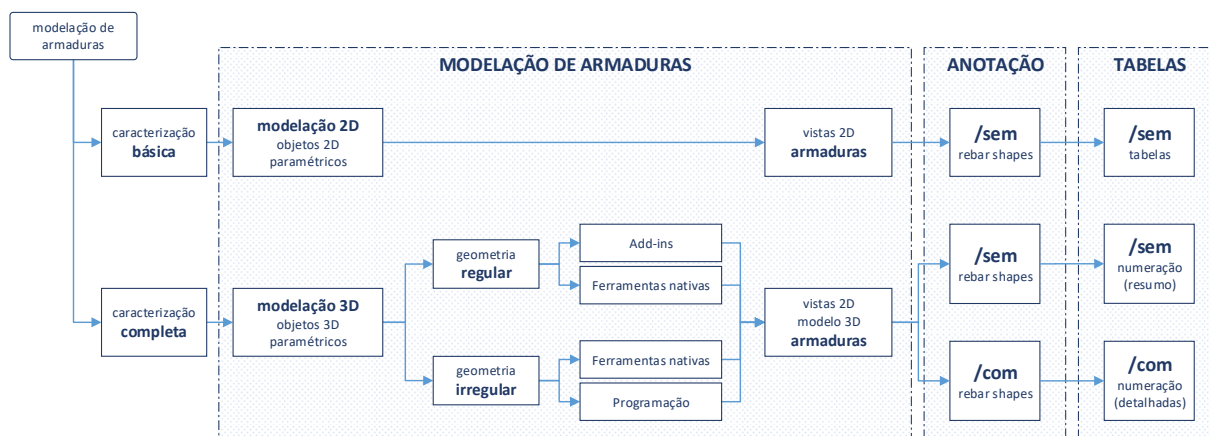 modelação de
armaduras
MODELAÇÃO DE ARMADURAS
ANOTAÇÃO
TABELAS
caracterização
básica
modelação 2D
objetos 2D
paramétricos
vistas 2D
armaduras
/sem
rebar shapes
/sem
tabelas
caracterização
completa
modelação 3D
objetos 3D
paramétricos
geometria
regular
Add-ins
Ferramentas nativas
geometria
irregular
Ferramentas nativas
Programação
vistas 2D
modelo 3D
armaduras
/sem
rebar shapes
/sem
numeração
(resumo)
/com
rebar shapes
/com
numeração
(detalhadas)